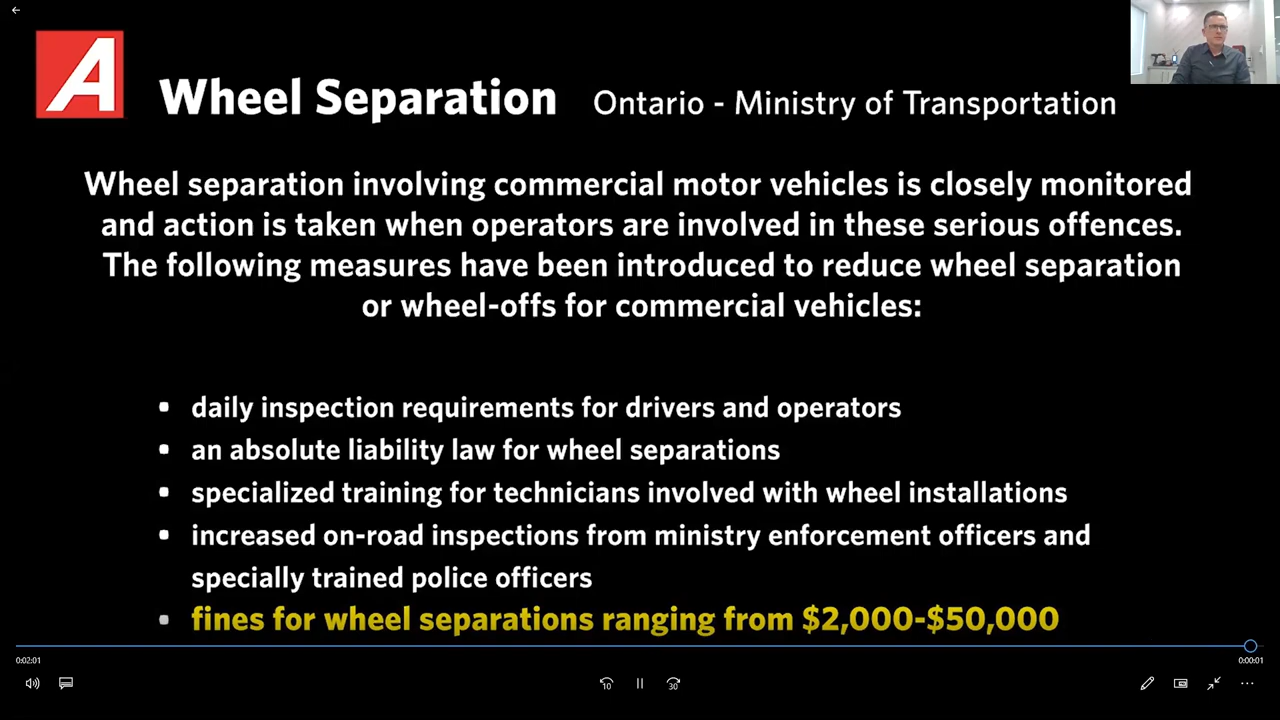 A
Wheel Separation Ontario - Ministry of Transportation
Wheel separation involving commercial motor vehicles is closely monitored
and action is taken when operators are involved in these serious offences.
The following measures have been introduced to reduce wheel separation
or wheel-offs for commercial vehicles:
▪ daily inspection requirements for drivers and operators
▪ an absolute liability law for wheel separations
▪ specialized training for technicians involved with wheel installations
▪ increased on-road inspections from ministry enforcement officers and
specially trained police officers
▪ fines for wheel separations ranging from $2,000-$50,000
0:02:01 0:00:01
10 30